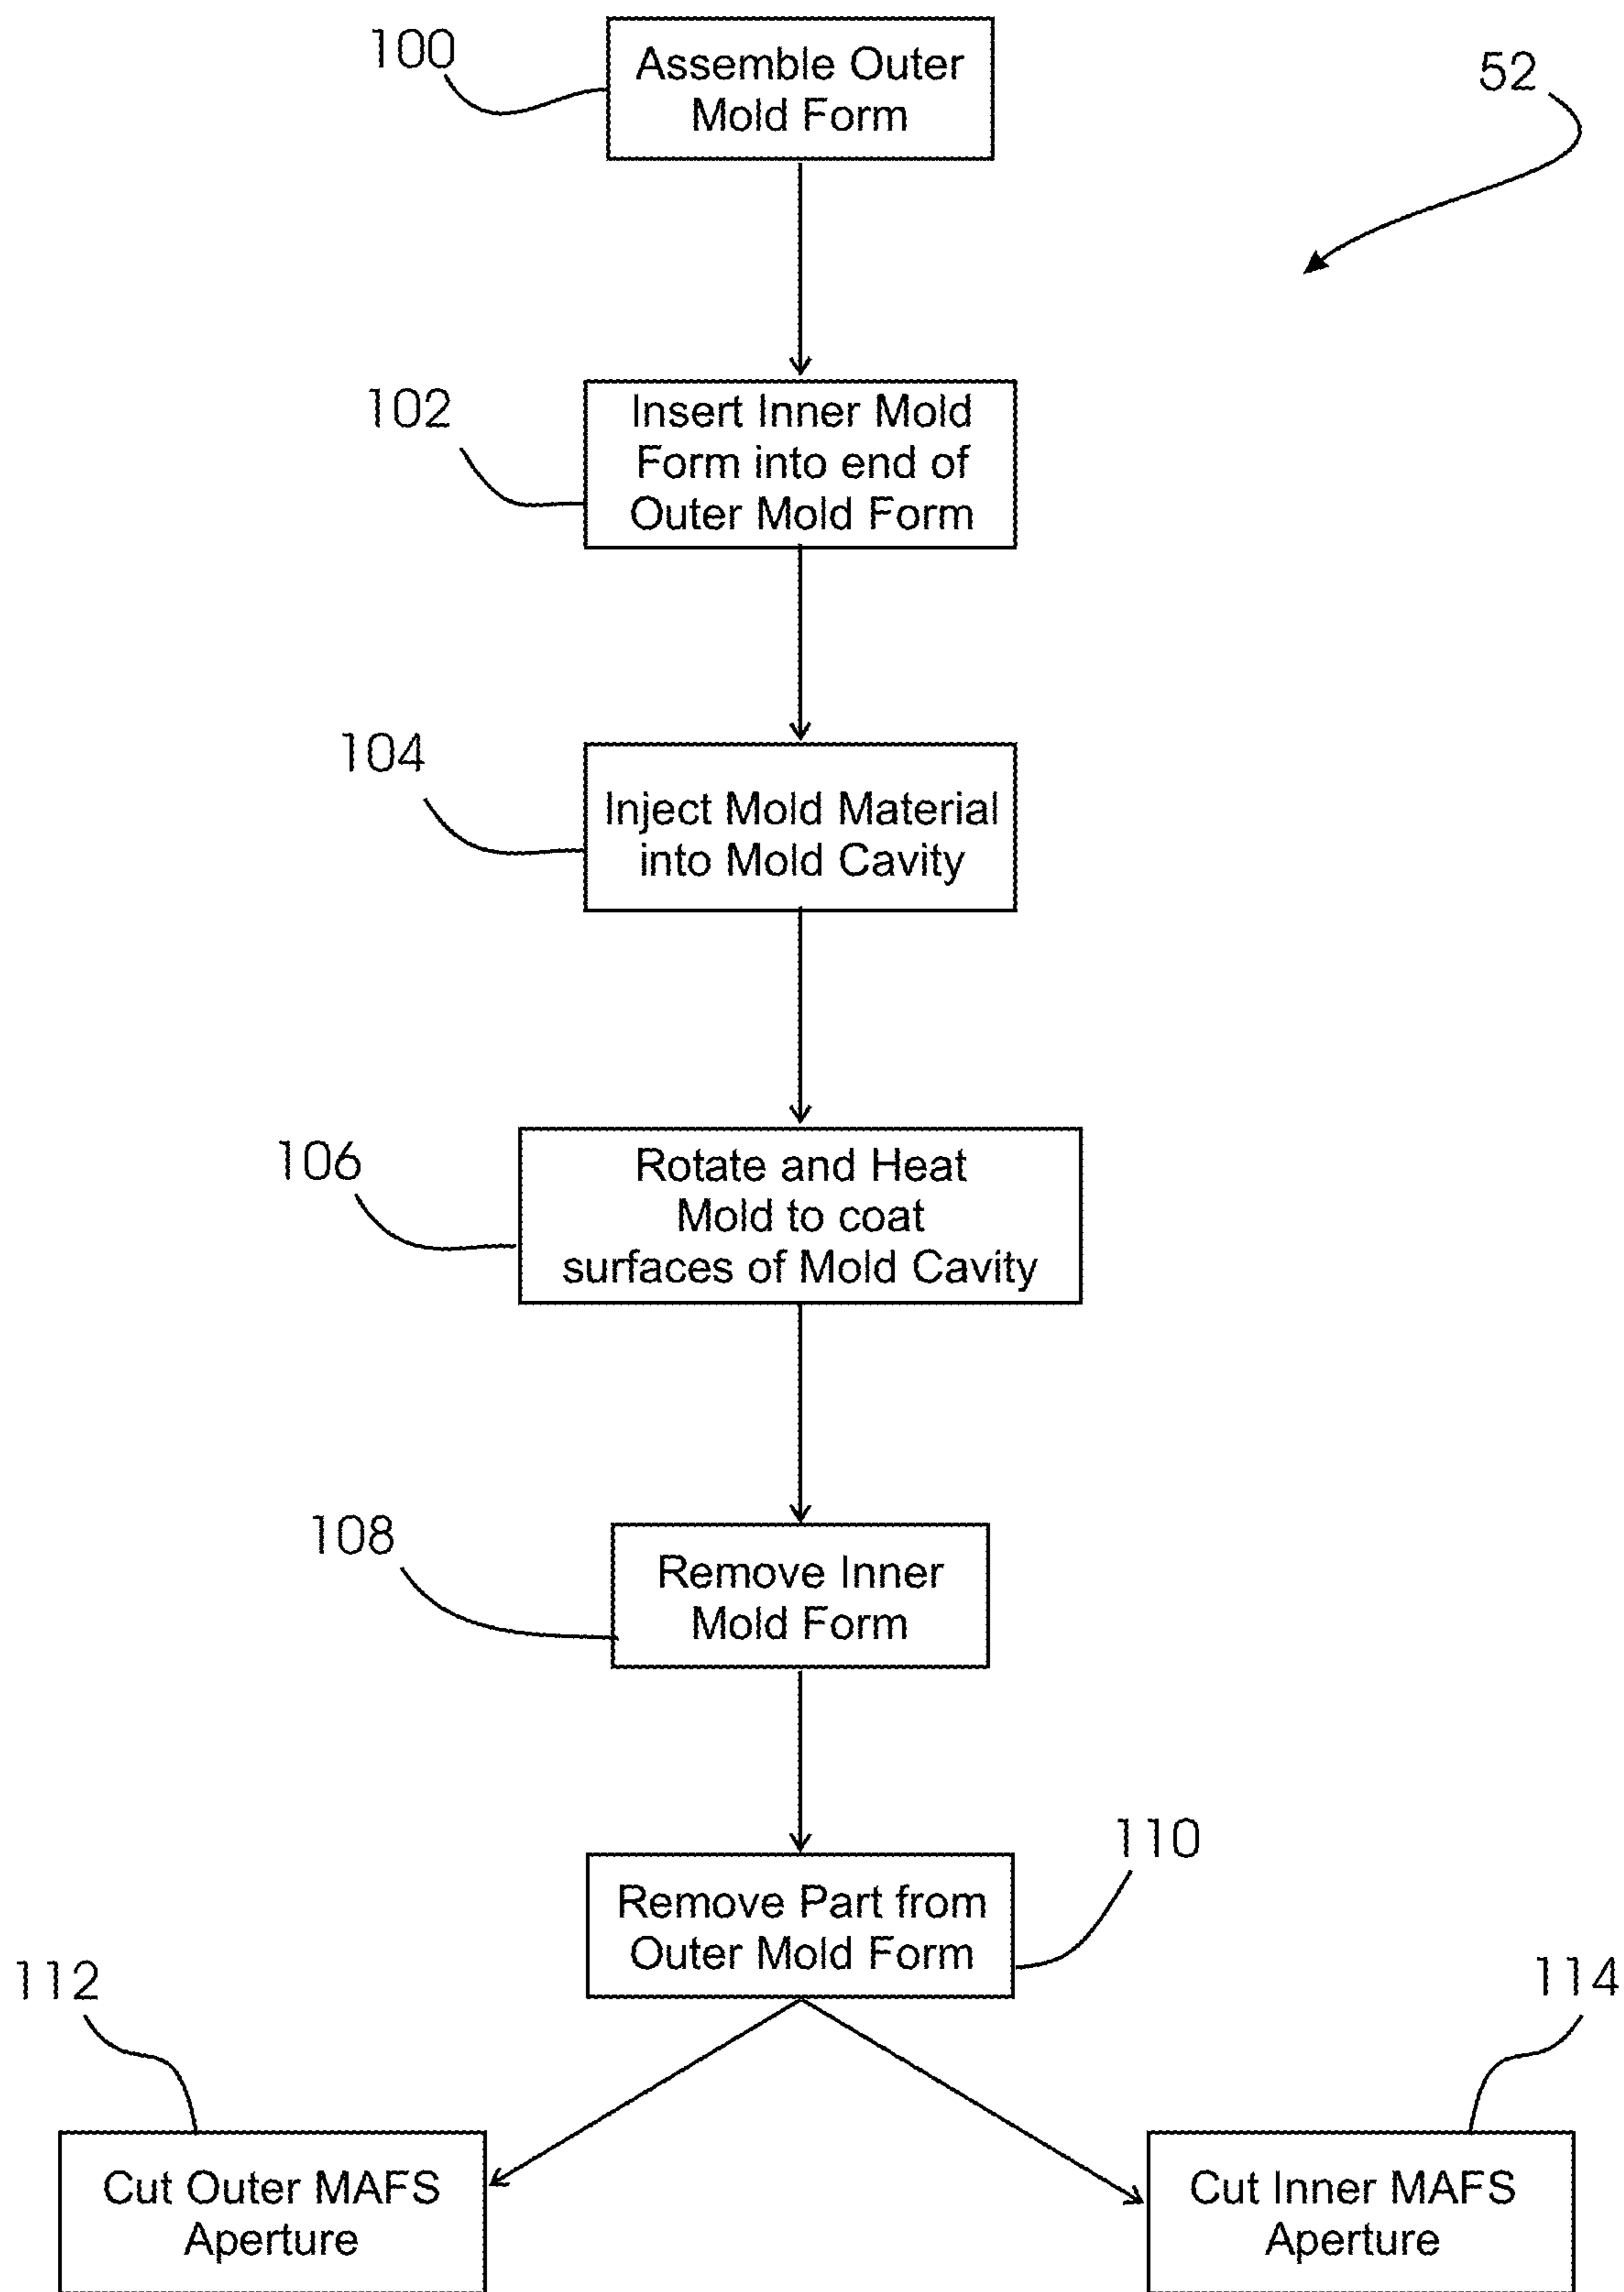 100
Assemble Outer
Mold Form
52
102
Insert Inner Mold
Form into end of
Outer Mold Form
104
Inject Mold Material
into Mold Cavity
106
Rotate and Heat
Mold to coat
surfaces of Mold Cavity
108
Remove Inner
Mold Form
110
Remove Part from
Outer Mold Form
112
114
Cut Outer MAFS
Aperture
Cut Inner MAFS
Aperture